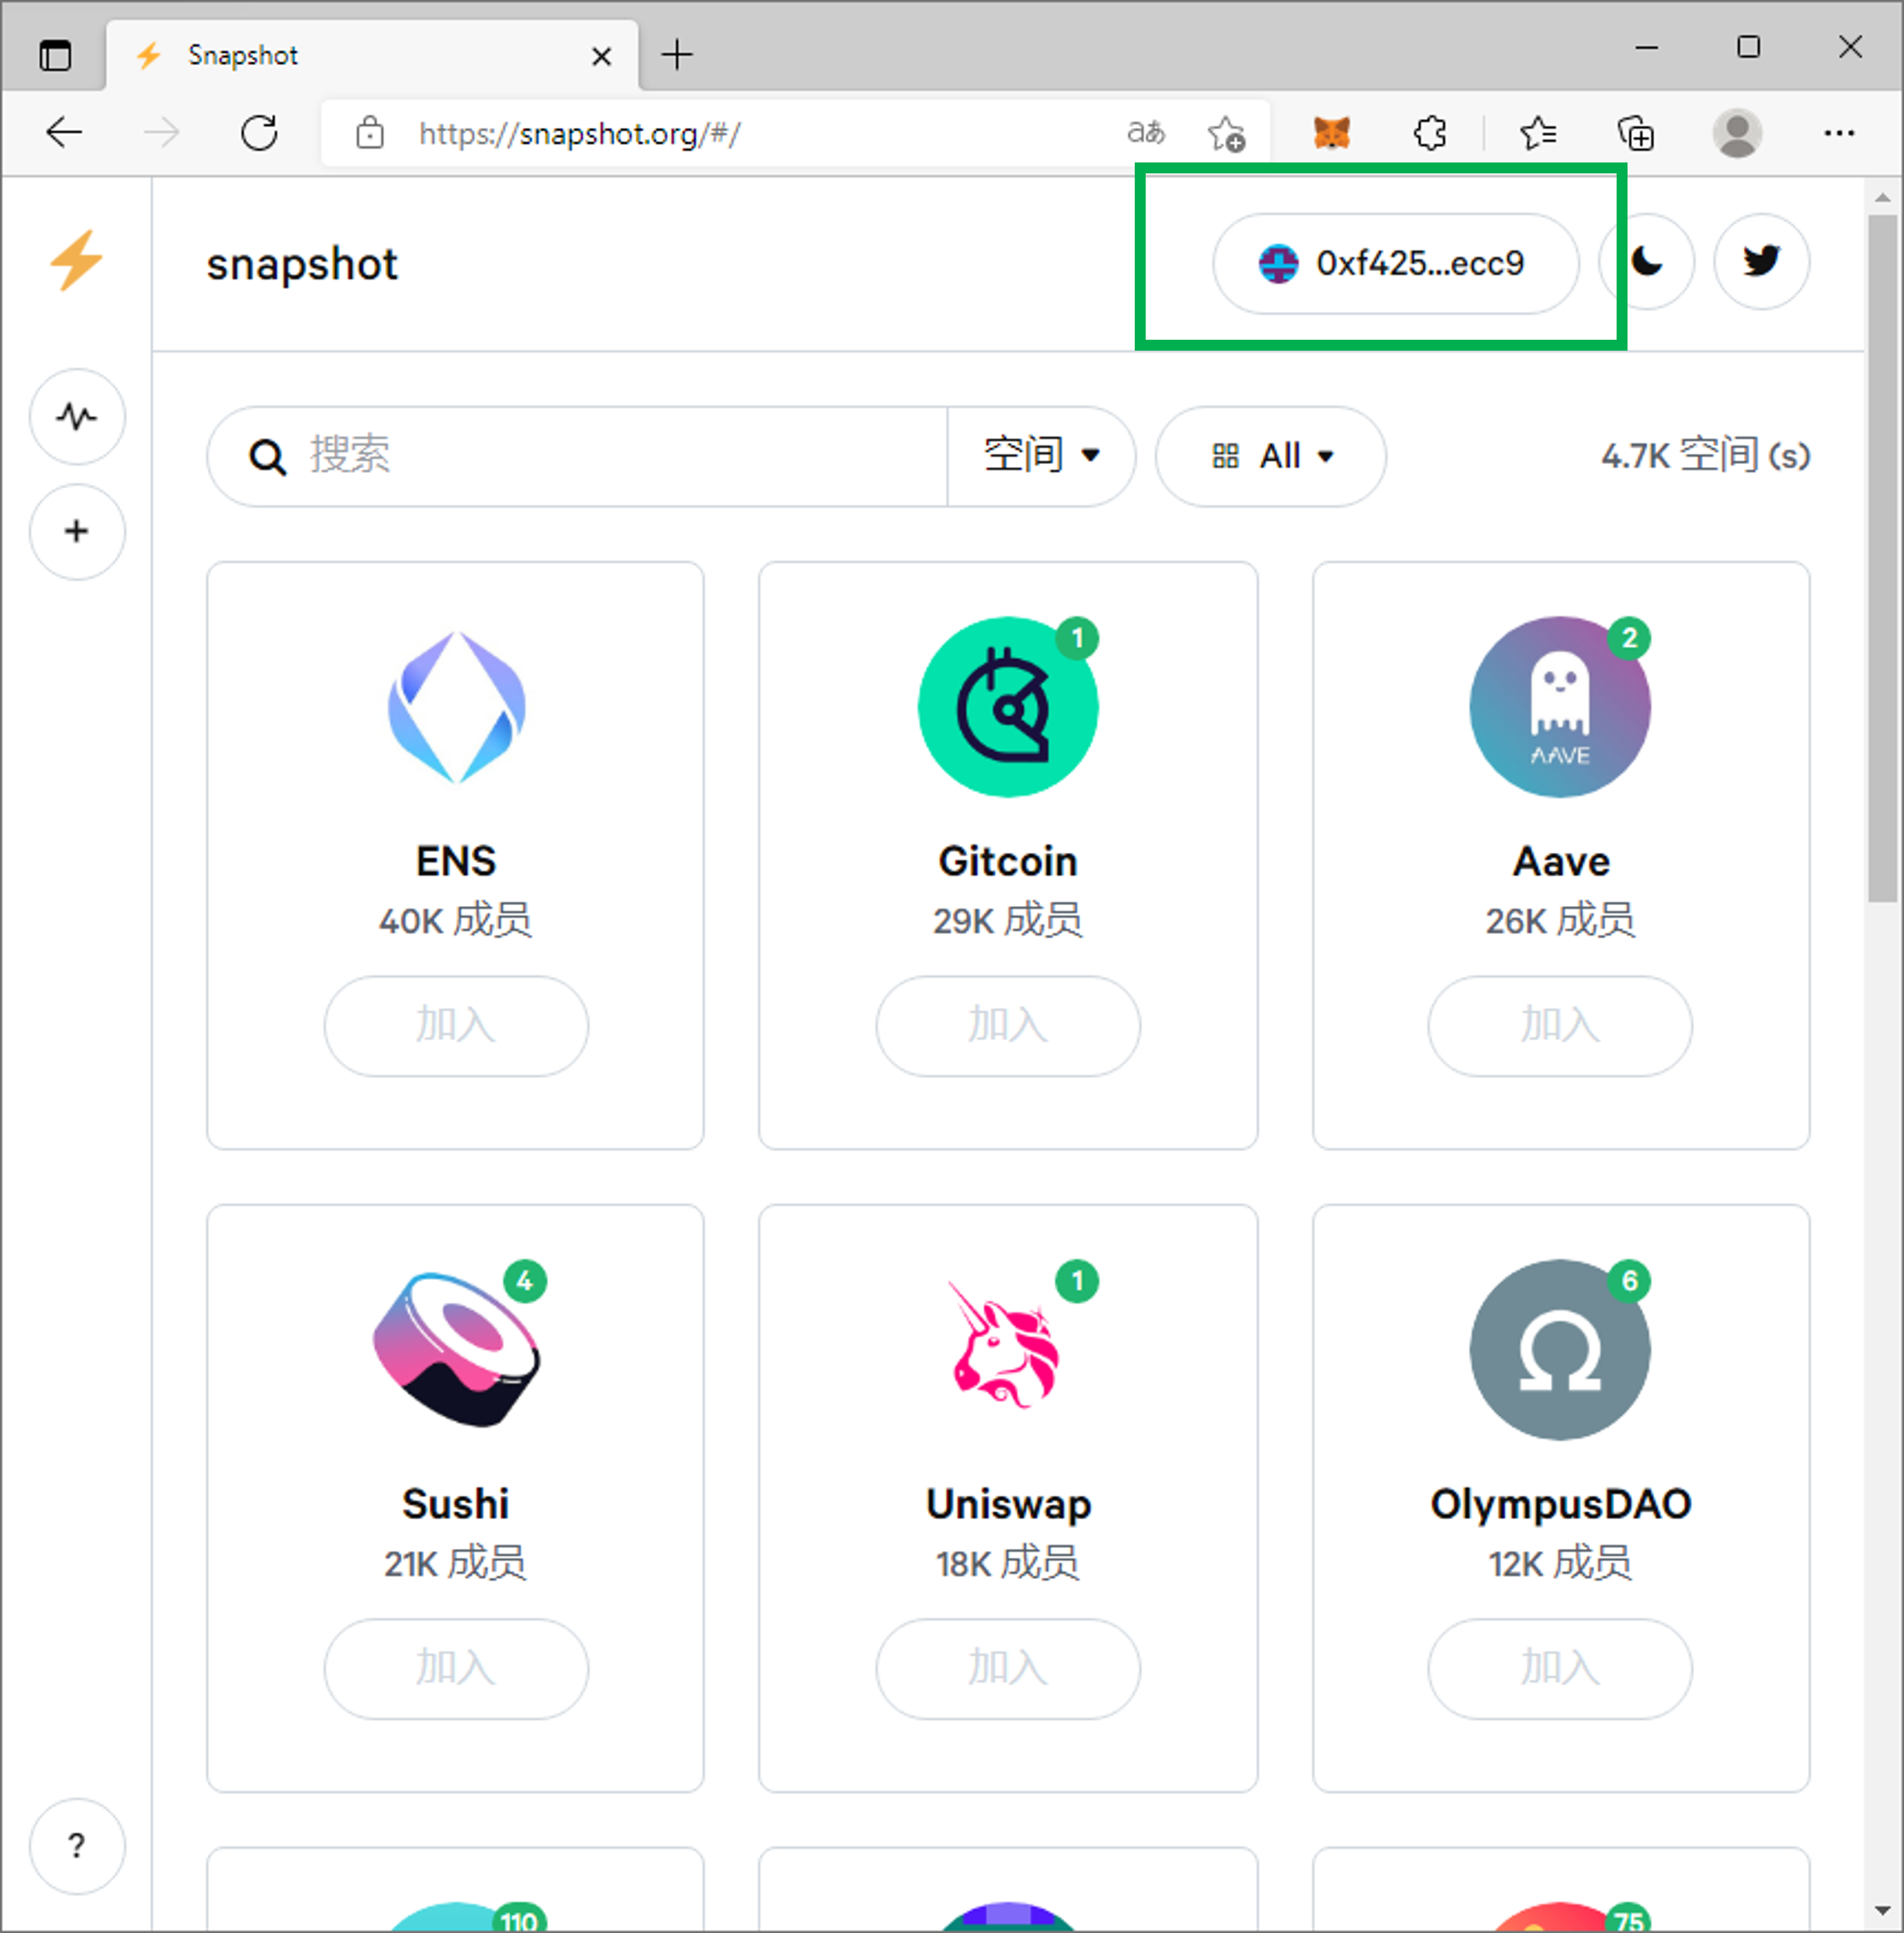 Snapshot
https://snapshot.org/#/
aあ
snapshot
0xf425...ecc9
搜索
空间
All
4.7K 空间 (s)
1
2
AAVE
ENS
Gitcoin
Aave
40K 成员
29K 成员
26K 成员
加入
加入
加入
4
1
6
Sushi
Uniswap
OlympusDAO
21K 成员
18K 成员
12K 成员
加入
加入
加入
?
110
75